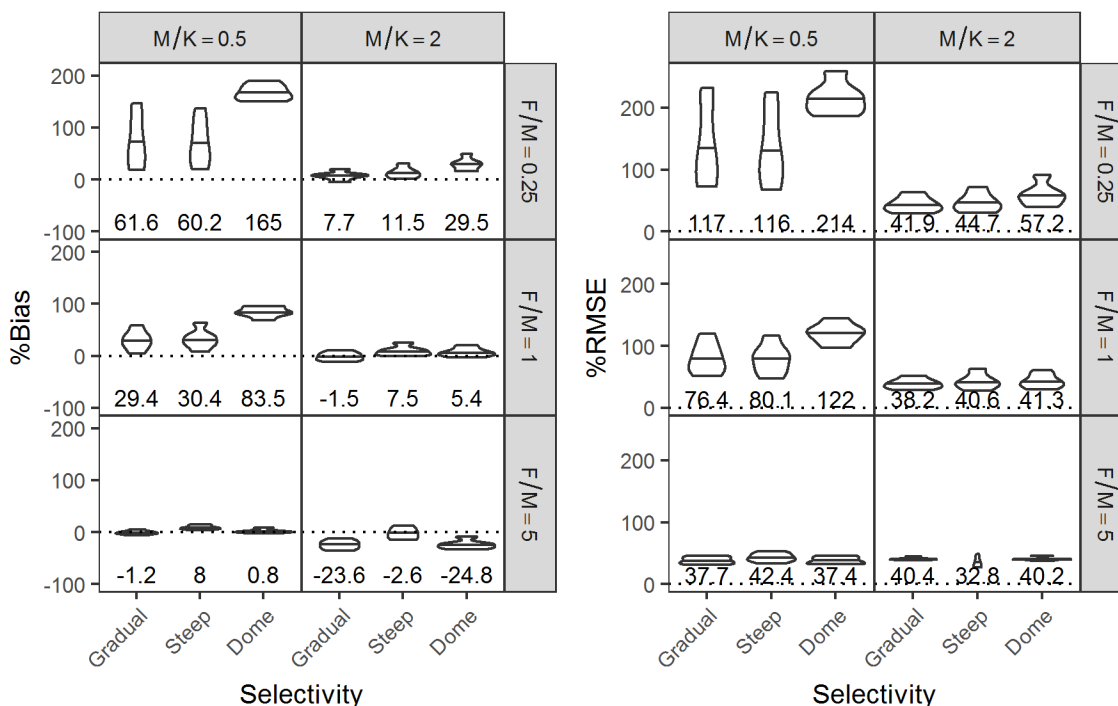 M/K = 0.5 M/K = 2
%Bias
200
100
0
-100
61.6 60.2 165 7.7 11.5 29.5
F/M = 0.25
200
100
0
-100
29.4 30.4 83.5 -1.5 7.5 5.4
F/M = 1
200
100
0
-100
-1.2 8 0.8 -23.6 -2.6 -24.8
F/M = 5
Gradual Steep Dome Gradual Steep Dome
Selectivity
M/K = 0.5 M/K = 2
%RMSE
200
100
0
117 116 214 41.9 44.7 57.2
F/M = 0.25
200
100
0
76.4 80.1 122 38.2 40.6 41.3
F/M = 1
200
100
0
37.7 42.4 37.4 40.4 32.8 40.2
F/M = 5
Gradual Steep Dome Gradual Steep Dome
Selectivity